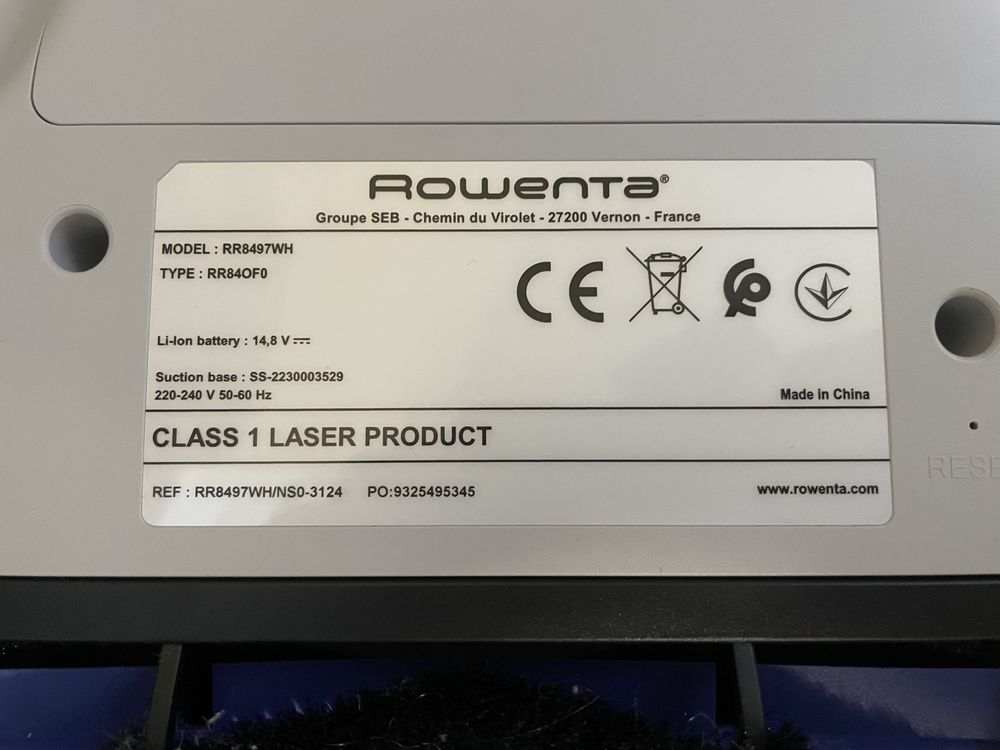 Rowenta®
Groupe SEB - Chemin du Virolet - 27200 Vernon - France
MODEL : RR8497WH
TYPE : RR84OF0
CE
Li-Ion battery : 14,8 V
Suction base : SS-2230003529
220-240 V 50-60 Hz
Made in China
CLASS 1 LASER PRODUCT
REF : RR8497WH/NS0-3124 PO:9325495345
www.rowenta.com